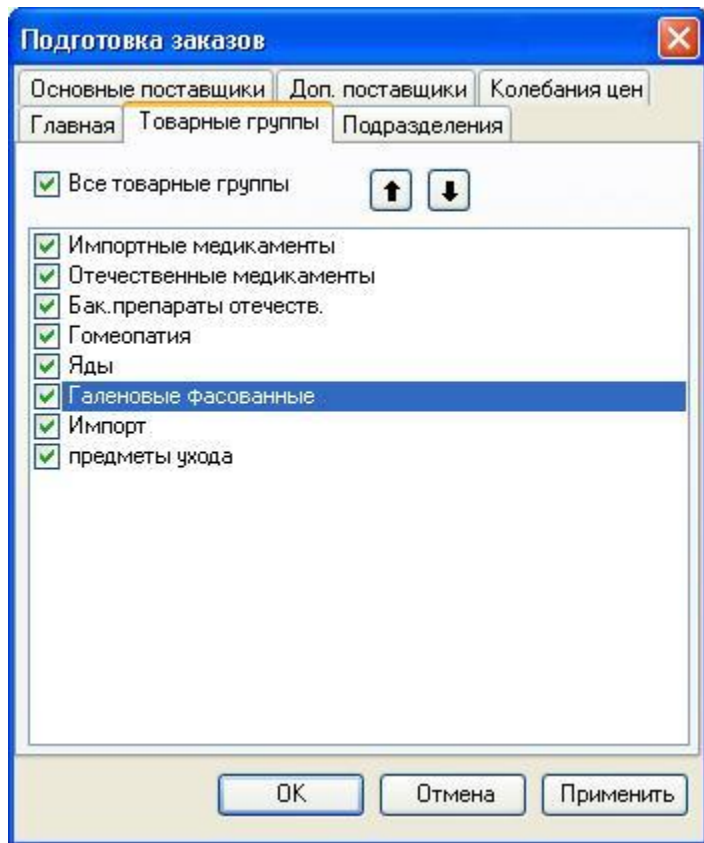 Подготовка заказов
Основные поставщики Доп. поставщики Колебания цен
Главная Товарные группы Подразделения
Все товарные группы
Импортные медикаменты
Отечественные медикаменты
Бак.препараты отечеств.
Гомеопатия
Яды
Галеновые фасованные
Импорт
предметы ухода
OK Отмена Применить